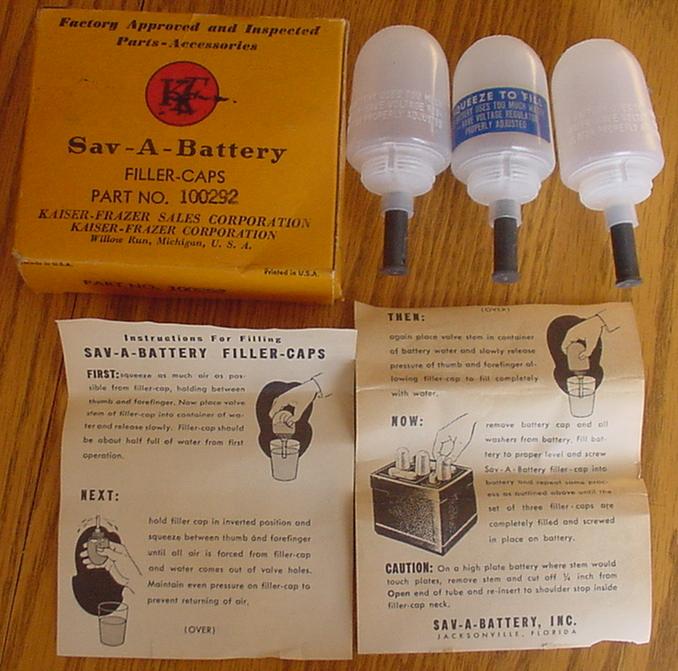 Factory Approved and Inspected
Parts-Accessories
KF
Sav-A-Battery
FILLER-CAPS
PART NO. 100292
KAISER-FRAZER SALES CORPORATION
KAISER-FRAZER CORPORATION
Willow Run, Michigan, U. S. A.
Printed in U.S.A.
PART NO. 100292
SQUEEZE TO FILL
BATTERY USES TOO MUCH WATER
HAVE VOLTAGE REGULATOR
PROPERLY ADJUSTED
Instructions For Filling
SAV-A-BATTERY FILLER-CAPS
FIRST: squeeze as much air as pos-
sible from filler-cap, holding between
thumb and forefinger. Now place valve
stem of filler-cap into container of wa-
ter and release slowly. Filler-cap should
be about half full of water from first
operation.
NEXT:
hold filler cap in inverted position and
squeeze between thumb and forefinger
until all air is forced from filler-cap
and water comes out of valve holes.
Maintain even pressure on filler-cap to
prevent returning of air.
(OVER)
(OVER)
THEN:
again place valve stem in container
of battery water and slowly release
pressure of thumb and forefinger al-
lowing filler-cap to fill completely
with water.
NOW:
remove battery cap and all
washers from battery. Fill bat-
tery to proper level and screw
Sav-A-Battery filler-cap into
battery and repeat same proc-
ess as outlined above until the
set of three filler-caps are
completely filled and screwed
in place on battery.
CAUTION: On a high plate battery where stem would
touch plates, remove stem and cut off ¼ inch from
Open end of tube and re-insert to shoulder stop inside
filler-cap neck.
SAV-A-BATTERY, INC.
JACKSONVILLE, FLORIDA